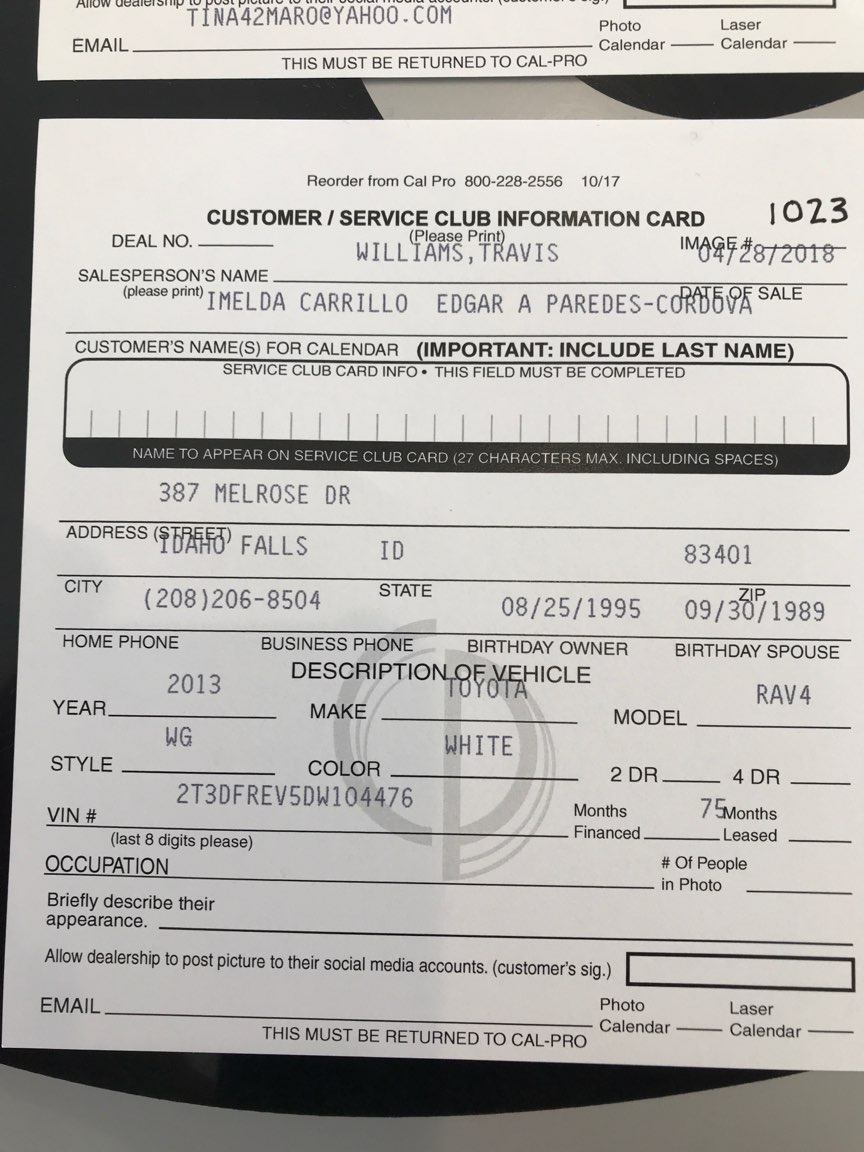 Allow dealership to post picture to their social media accounts. (customer's sig.)
TINA42MARO@YAHOO.COM
EMAIL
Photo Calendar Laser Calendar
THIS MUST BE RETURNED TO CAL-PRO
Reorder from Cal Pro 800-228-2556 10/17
CUSTOMER / SERVICE CLUB INFORMATION CARD 1023
(Please Print)
DEAL NO. IMAGE #
WILLIAMS,TRAVIS 04/28/2018
SALESPERSON'S NAME DATE OF SALE
(please print) IMELDA CARRILLO EDGAR A PAREDES-CORDOVA
CUSTOMER'S NAME(S) FOR CALENDAR (IMPORTANT: INCLUDE LAST NAME)
SERVICE CLUB CARD INFO • THIS FIELD MUST BE COMPLETED
NAME TO APPEAR ON SERVICE CLUB CARD (27 CHARACTERS MAX. INCLUDING SPACES)
387 MELROSE DR
ADDRESS (STREET)
IDAHO FALLS ID 83401
CITY STATE ZIP
(208)206-8504 08/25/1995 09/30/1989
HOME PHONE BUSINESS PHONE BIRTHDAY OWNER BIRTHDAY SPOUSE
DESCRIPTION OF VEHICLE
2013 TOYOTA RAV4
YEAR MAKE MODEL
WG WHITE
STYLE COLOR 2 DR 4 DR
2T3DFREV5DW104476 75
VIN # Months Financed Months Leased
(last 8 digits please)
OCCUPATION # Of People in Photo
Briefly describe their
appearance.
Allow dealership to post picture to their social media accounts. (customer's sig.)
EMAIL Photo Calendar Laser Calendar
THIS MUST BE RETURNED TO CAL-PRO